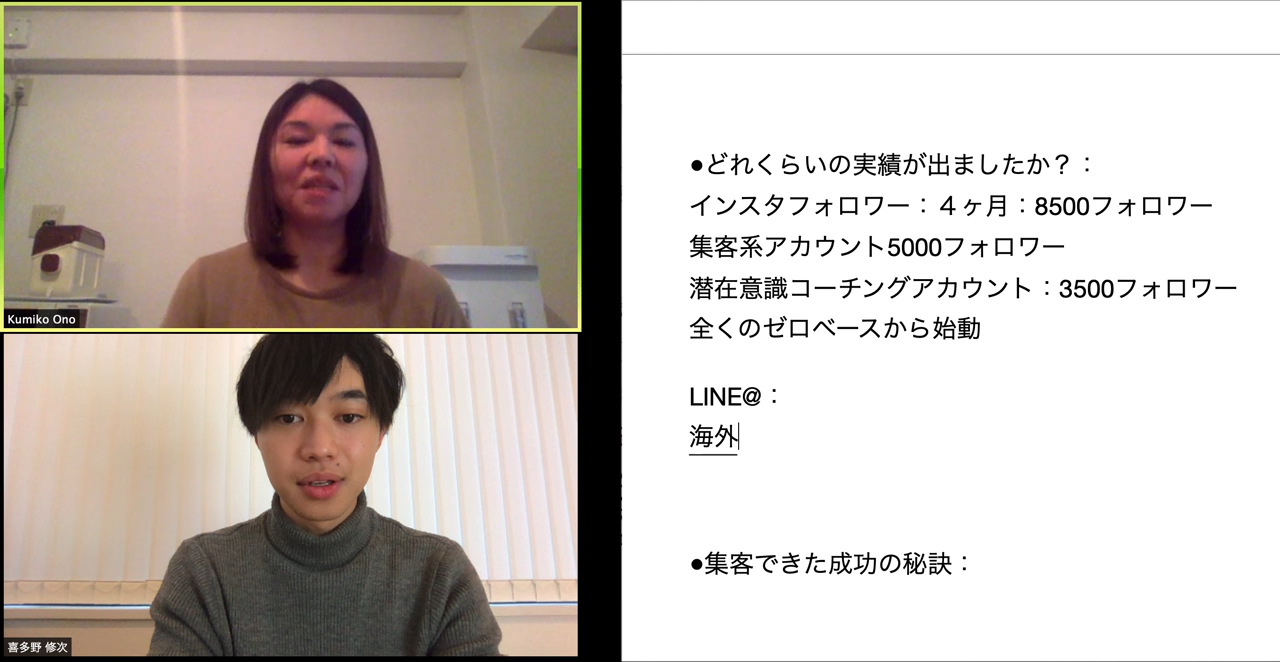 Kumiko Ono
喜多野 修次
●どれくらいの実績が出ましたか？：
インスタフォロワー：４ヶ月：8500フォロワー
集客系アカウント5000フォロワー
潜在意識コーチングアカウント：3500フォロワー
全くのゼロベースから始動
LINE@：
海外
●集客できた成功の秘訣：